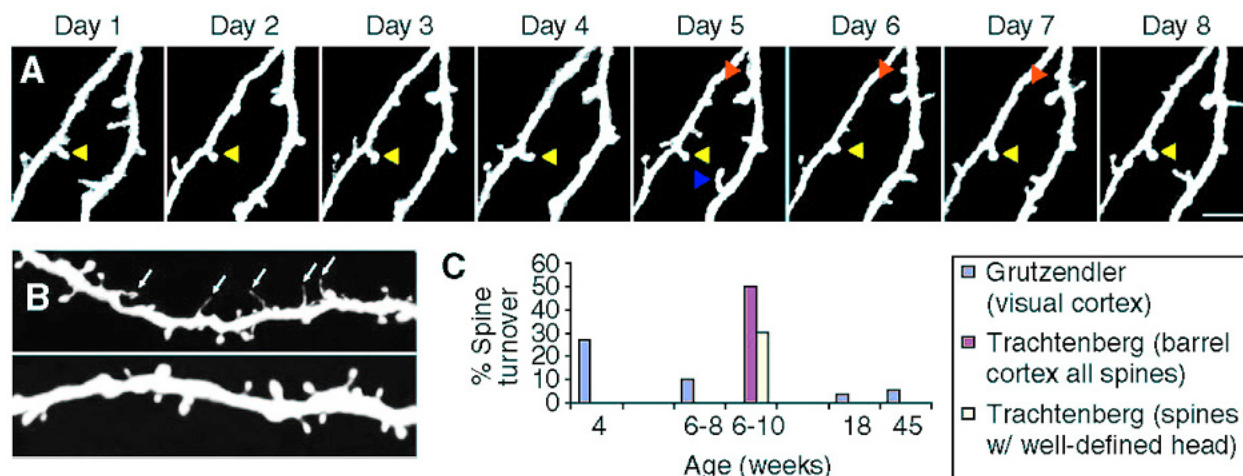 Day 1 Day 2 Day 3 Day 4 Day 5 Day 6 Day 7 Day 8
A
B
C
% Spine
turnover
60
50
40
30
20
10
0
4 6-8 6-10 18 45
Age (weeks)
Grutzendler
(visual cortex)
Trachtenberg (barrel
cortex all spines)
Trachtenberg (spines
w/ well-defined head)